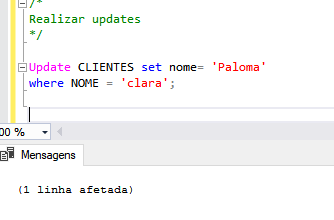 /*
Realizar updates
*/
Update CLIENTES set nome= 'Paloma'
where NOME = 'clara';
00 %
Mensagens
(1 linha afetada)